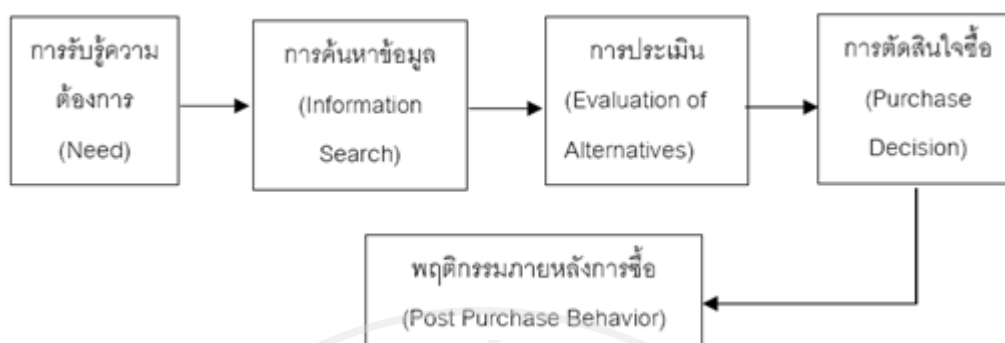 การรับรู้ความ
ต้องการ
(Need)
การค้นหาข้อมูล
(Information
Search)
การประเมิน
(Evaluation of
Alternatives)
การตัดสินใจซื้อ
(Purchase
Decision)
พฤติกรรมภายหลังการซื้อ
(Post Purchase Behavior)